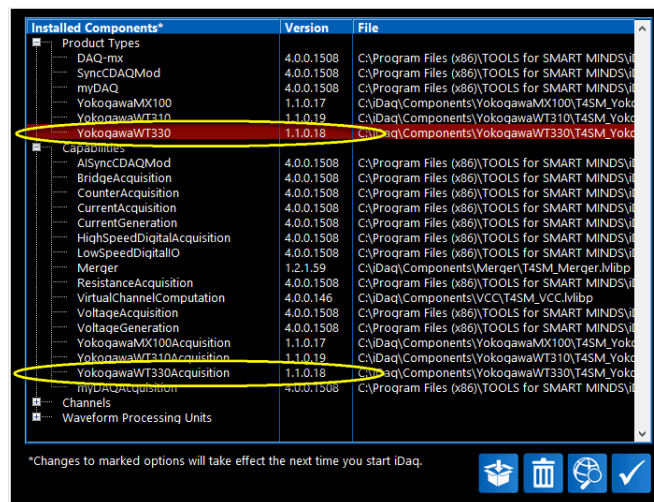 Installed Components* Version File
Product Types
DAQ-mx 4.0.0.1508 C:\Program Files (x86)\TOOLS for SMART MINDS\i
SyncCDAQMod 4.0.0.1508 C:\Program Files (x86)\TOOLS for SMART MINDS\i
myDAQ 4.0.0.1508 C:\Program Files (x86)\TOOLS for SMART MINDS\i
YokogawaMX100 1.1.0.17 C:\iDaq\Components\YokogawaMX100\T4SM_Yoko
YokogawaWT310 1.1.0.19 C:\iDaq\Components\YokogawaWT310\T4SM_Yoko
YokogawaWT330 1.1.0.18 C:\iDaq\Components\YokogawaWT330\T4SM_Yoko
Capabilities
AISyncCDAQMod 4.0.0.1508 C:\Program Files (x86)\TOOLS for SMART MINDS\i
BridgeAcquisition 4.0.0.1508 C:\Program Files (x86)\TOOLS for SMART MINDS\i
CounterAcquisition 4.0.0.1508 C:\Program Files (x86)\TOOLS for SMART MINDS\i
CurrentAcquisition 4.0.0.1508 C:\Program Files (x86)\TOOLS for SMART MINDS\i
CurrentGeneration 4.0.0.1508 C:\Program Files (x86)\TOOLS for SMART MINDS\i
HighSpeedDigitalAcquisition 4.0.0.1508 C:\Program Files (x86)\TOOLS for SMART MINDS\i
LowSpeedDigitalIO 4.0.0.1508 C:\Program Files (x86)\TOOLS for SMART MINDS\i
Merger 1.2.1.59 C:\iDaq\Components\Merger\T4SM_Merger.lvlibp
ResistanceAcquisition 4.0.0.1508 C:\Program Files (x86)\TOOLS for SMART MINDS\i
VirtualChannelComputation 4.0.0.146 C:\iDaq\Components\VCC\T4SM_VCC.lvlibp
VoltageAcquisition 4.0.0.1508 C:\Program Files (x86)\TOOLS for SMART MINDS\i
VoltageGeneration 4.0.0.1508 C:\Program Files (x86)\TOOLS for SMART MINDS\i
YokogawaMX100Acquisition 1.1.0.17 C:\iDaq\Components\YokogawaMX100\T4SM_Yoko
YokogawaWT310Acquisition 1.1.0.19 C:\iDaq\Components\YokogawaWT310\T4SM_Yoko
YokogawaWT330Acquisition 1.1.0.18 C:\iDaq\Components\YokogawaWT330\T4SM_Yoko
myDAQAcquisition 4.0.0.1508 C:\Program Files (x86)\TOOLS for SMART MINDS\i
Channels
Waveform Processing Units
*Changes to marked options will take effect the next time you start iDaq.